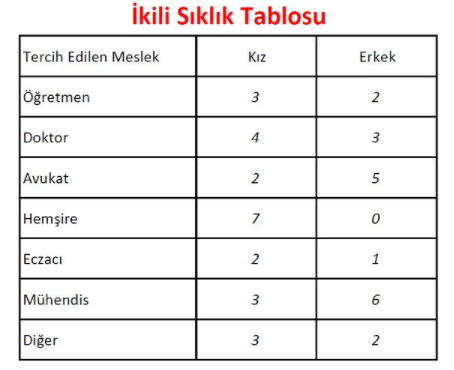 İkili Sıklık Tablosu
Tercih Edilen Meslek Kız Erkek
Öğretmen 3 2
Doktor 4 3
Avukat 2 5
Hemşire 7 0
Eczacı 2 1
Mühendis 3 6
Diğer 3 2